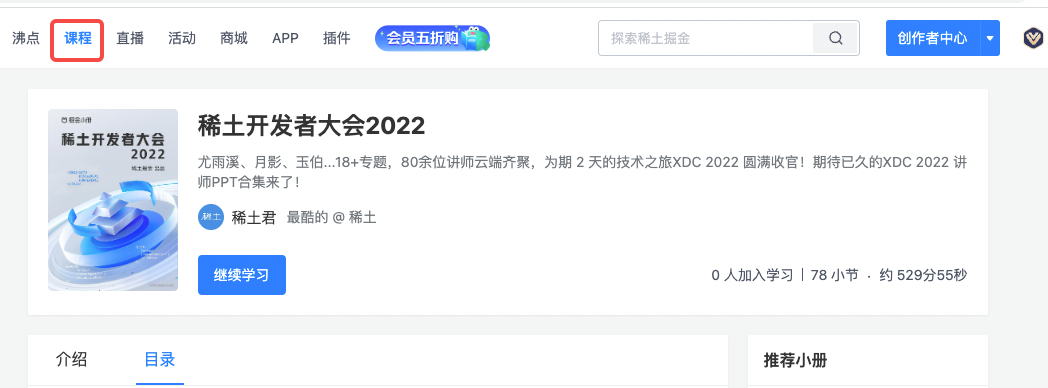 沸点 课程 直播 活动 商城 APP 插件 会员五折购 探索稀土掘金 创作者中心
掘金小册
稀土开发者大会
2022
稀土开发者大会2022
尤雨溪、月影、玉伯...18+专题，80余位讲师云端齐聚，为期 2 天的技术之旅XDC 2022 圆满收官！期待已久的XDC 2022 讲
师PPT合集来了！
稀土 稀土君 最酷的 @ 稀土
继续学习 0 人加入学习 | 78 小节 · 约 529分55秒
介绍 目录 推荐小册